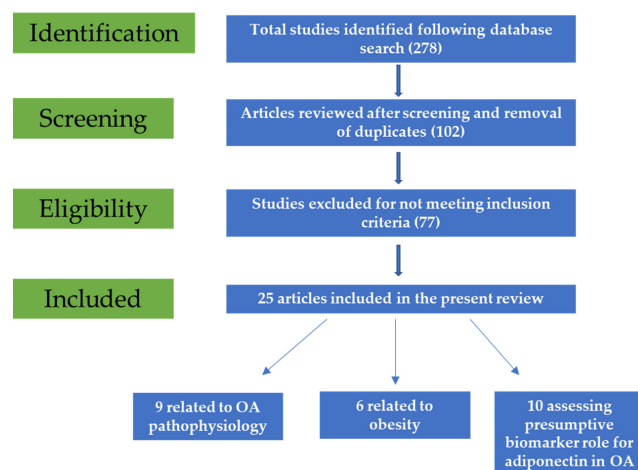 Identification
Total studies identified following database
search (278)
Screening
Articles reviewed after screening and removal
of duplicates (102)
Eligibility
Studies excluded for not meeting inclusion
criteria (77)
Included
25 articles included in the present review
9 related to OA
pathophysiology
6 related to
obesity
10 assessing
presumptive
biomarker role for
adiponectin in OA